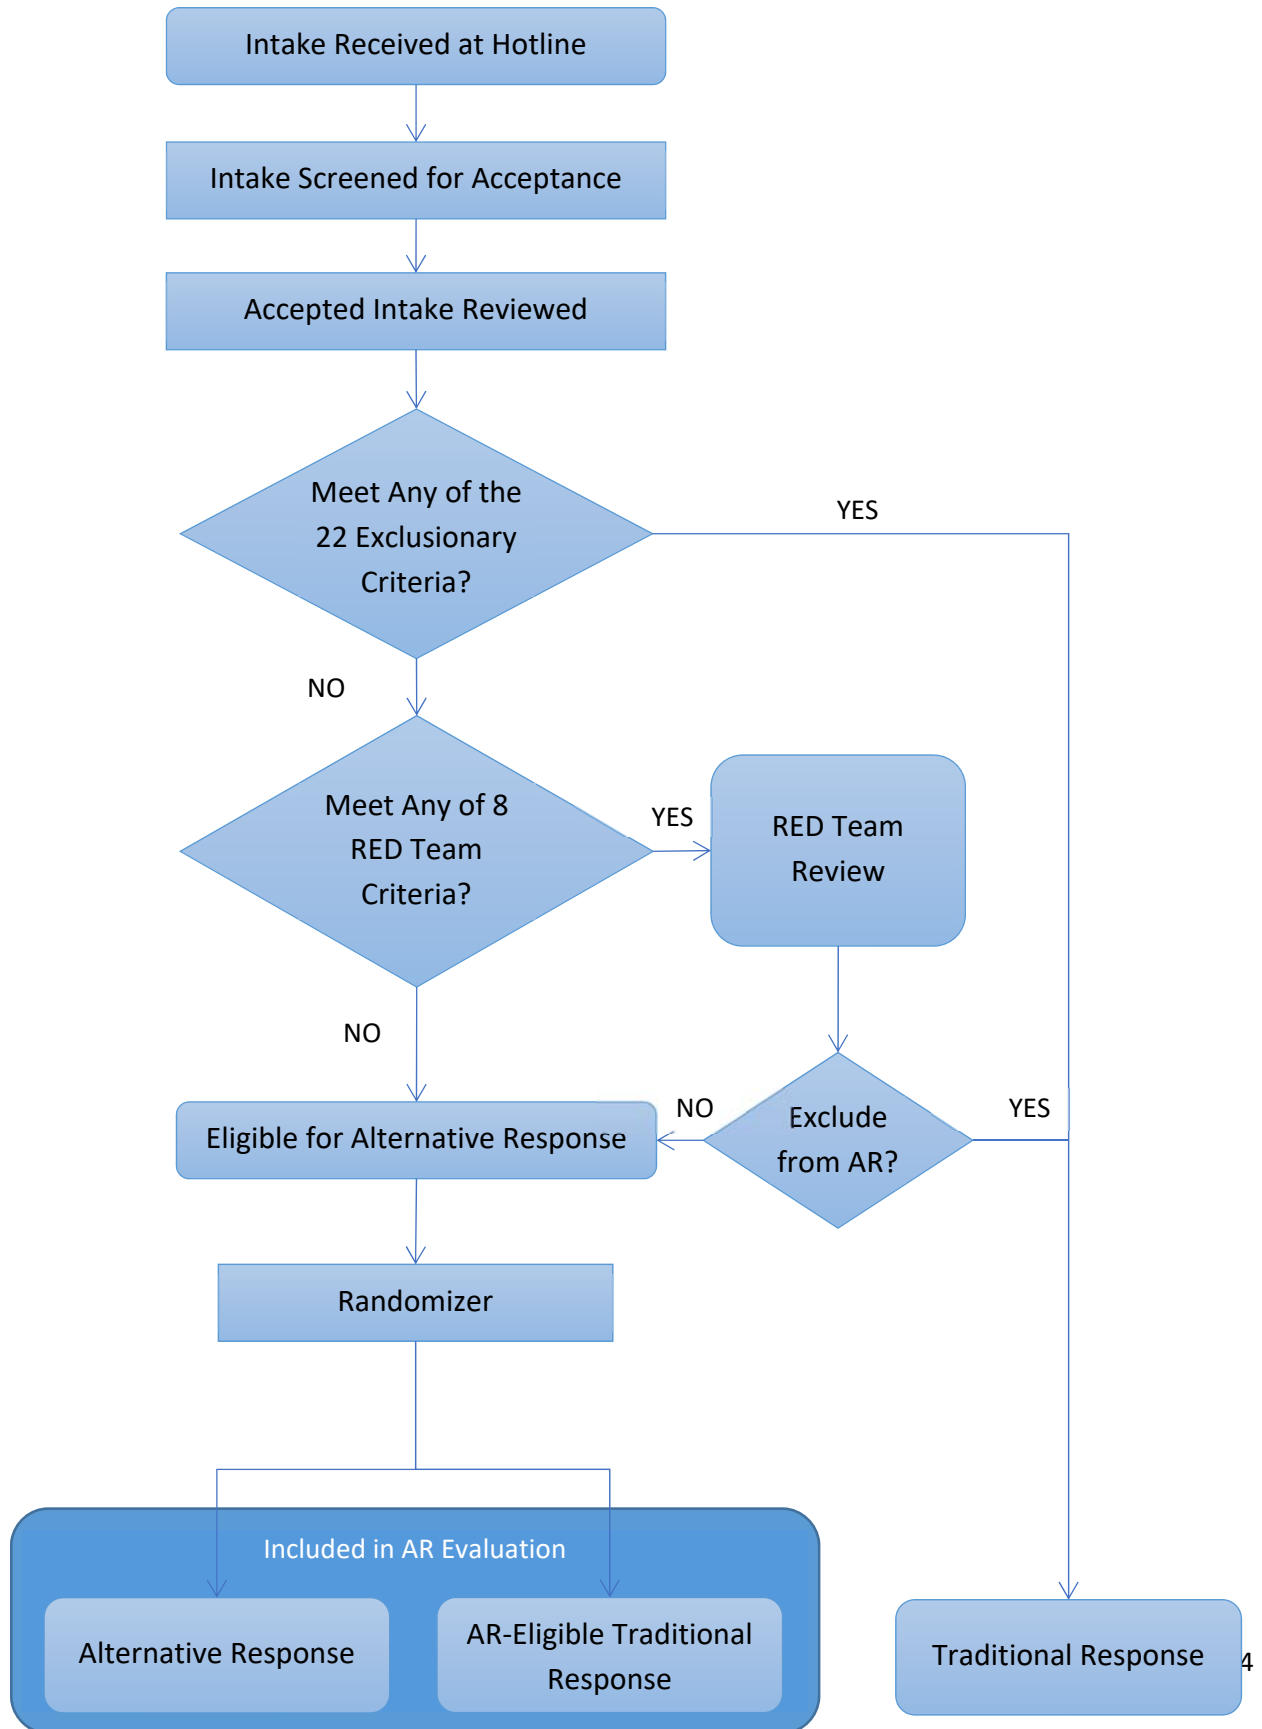 Intake Received at Hotline
Intake Screened for Acceptance
Accepted Intake Reviewed
Meet Any of the
22 Exclusionary
Criteria?
YES
NO
Meet Any of 8
RED Team
Criteria?
YES
RED Team
Review
NO
Eligible for Alternative Response
NO
Exclude
from AR?
YES
Randomizer
Included in AR Evaluation
Alternative Response
AR-Eligible Traditional
Response
Traditional Response
4